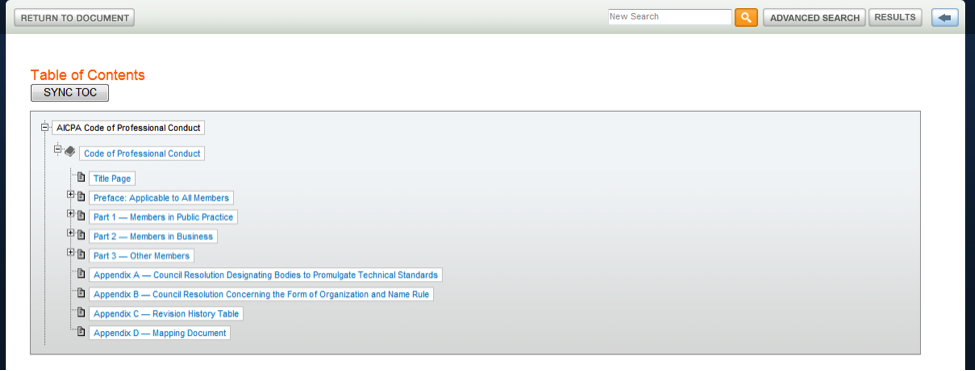 RETURN TO DOCUMENT
New Search
ADVANCED SEARCH
RESULTS
Table of Contents
SYNC TOC
AICPA Code of Professional Conduct
Code of Professional Conduct
Title Page
Preface: Applicable to All Members
Part 1 — Members in Public Practice
Part 2 — Members in Business
Part 3 — Other Members
Appendix A — Council Resolution Designating Bodies to Promulgate Technical Standards
Appendix B — Council Resolution Concerning the Form of Organization and Name Rule
Appendix C — Revision History Table
Appendix D — Mapping Document